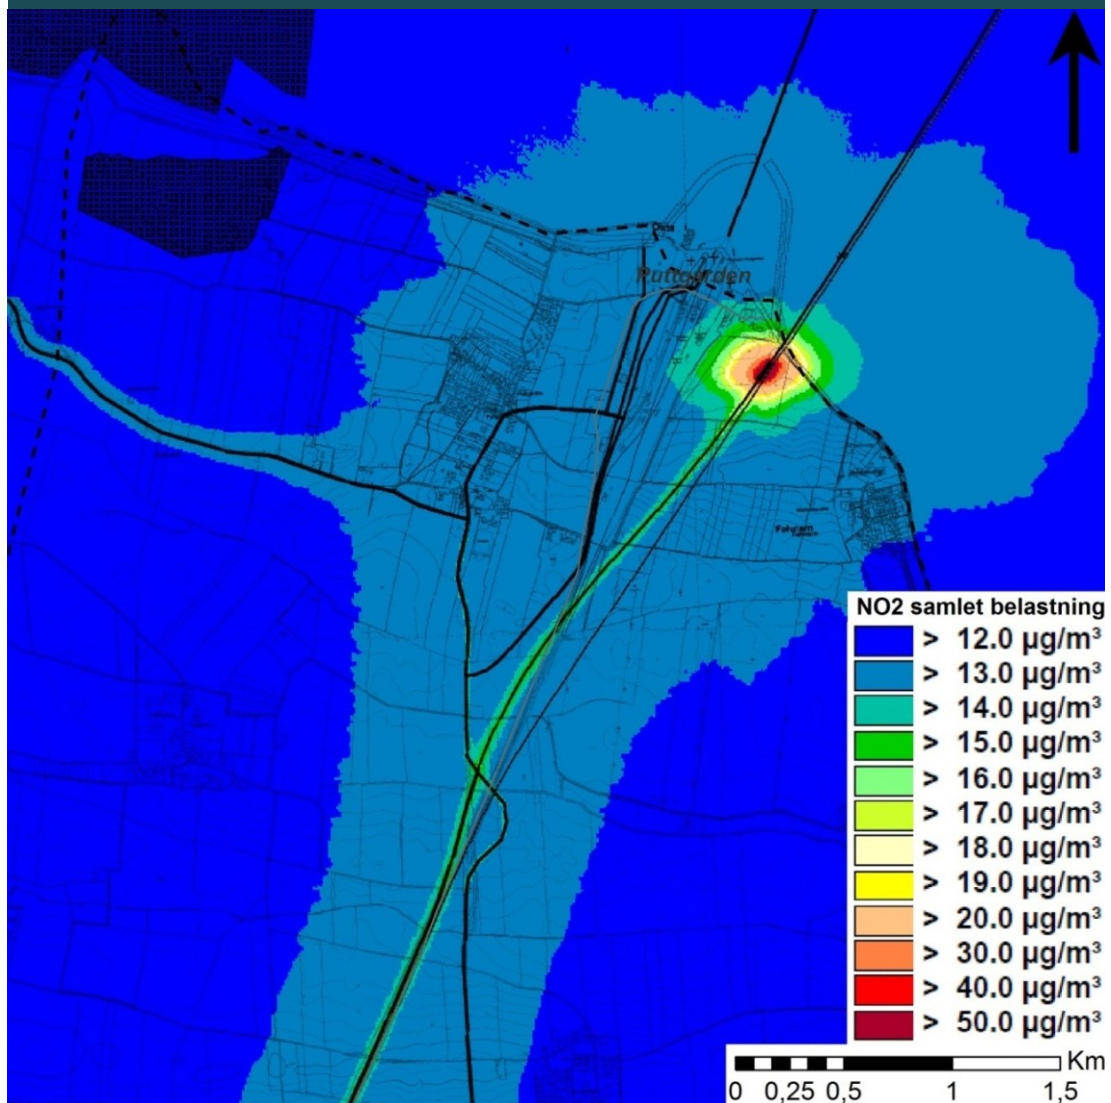 Puttgarden
NO2 samlet belastning
> 12.0 µg/m³
> 13.0 µg/m³
> 14.0 µg/m³
> 15.0 µg/m³
> 16.0 µg/m³
> 17.0 µg/m³
> 18.0 µg/m³
> 19.0 µg/m³
> 20.0 µg/m³
> 30.0 µg/m³
> 40.0 µg/m³
> 50.0 µg/m³
Km
0 0,25 0,5 1 1,5